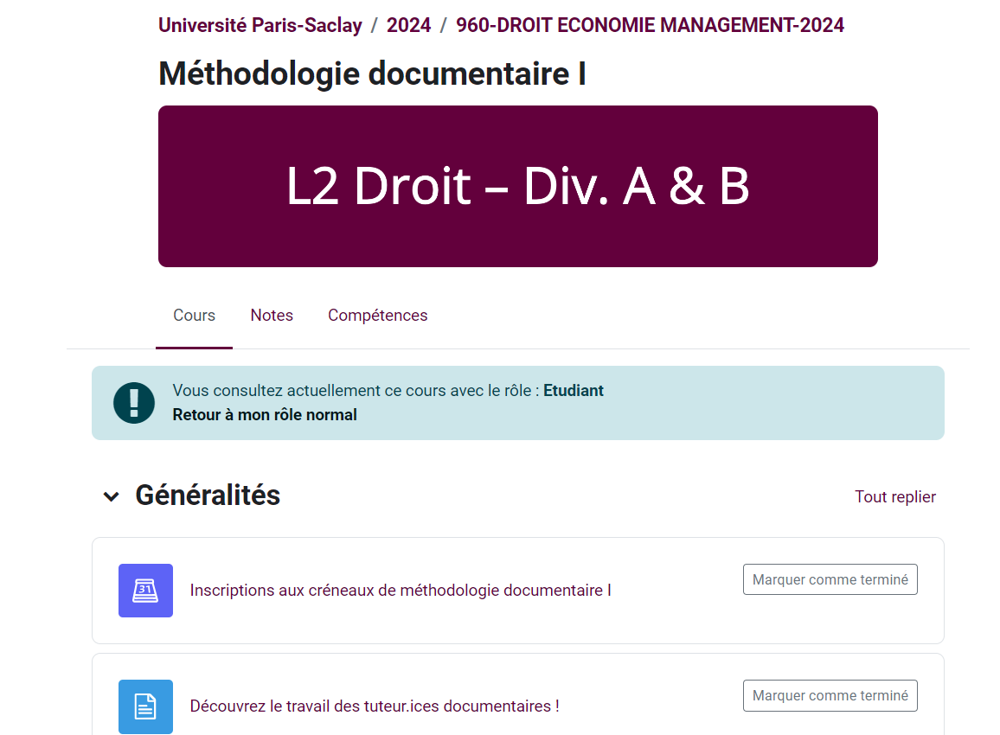 Université Paris-Saclay / 2024 / 960-DROIT ECONOMIE MANAGEMENT-2024
Méthodologie documentaire I
L2 Droit – Div. A & B
Cours Notes Compétences
Vous consultez actuellement ce cours avec le rôle : Etudiant
Retour à mon rôle normal
Généralités Tout replier
31 Inscriptions aux créneaux de méthodologie documentaire I Marquer comme terminé
Découvrez le travail des tuteur.ices documentaires ! Marquer comme terminé